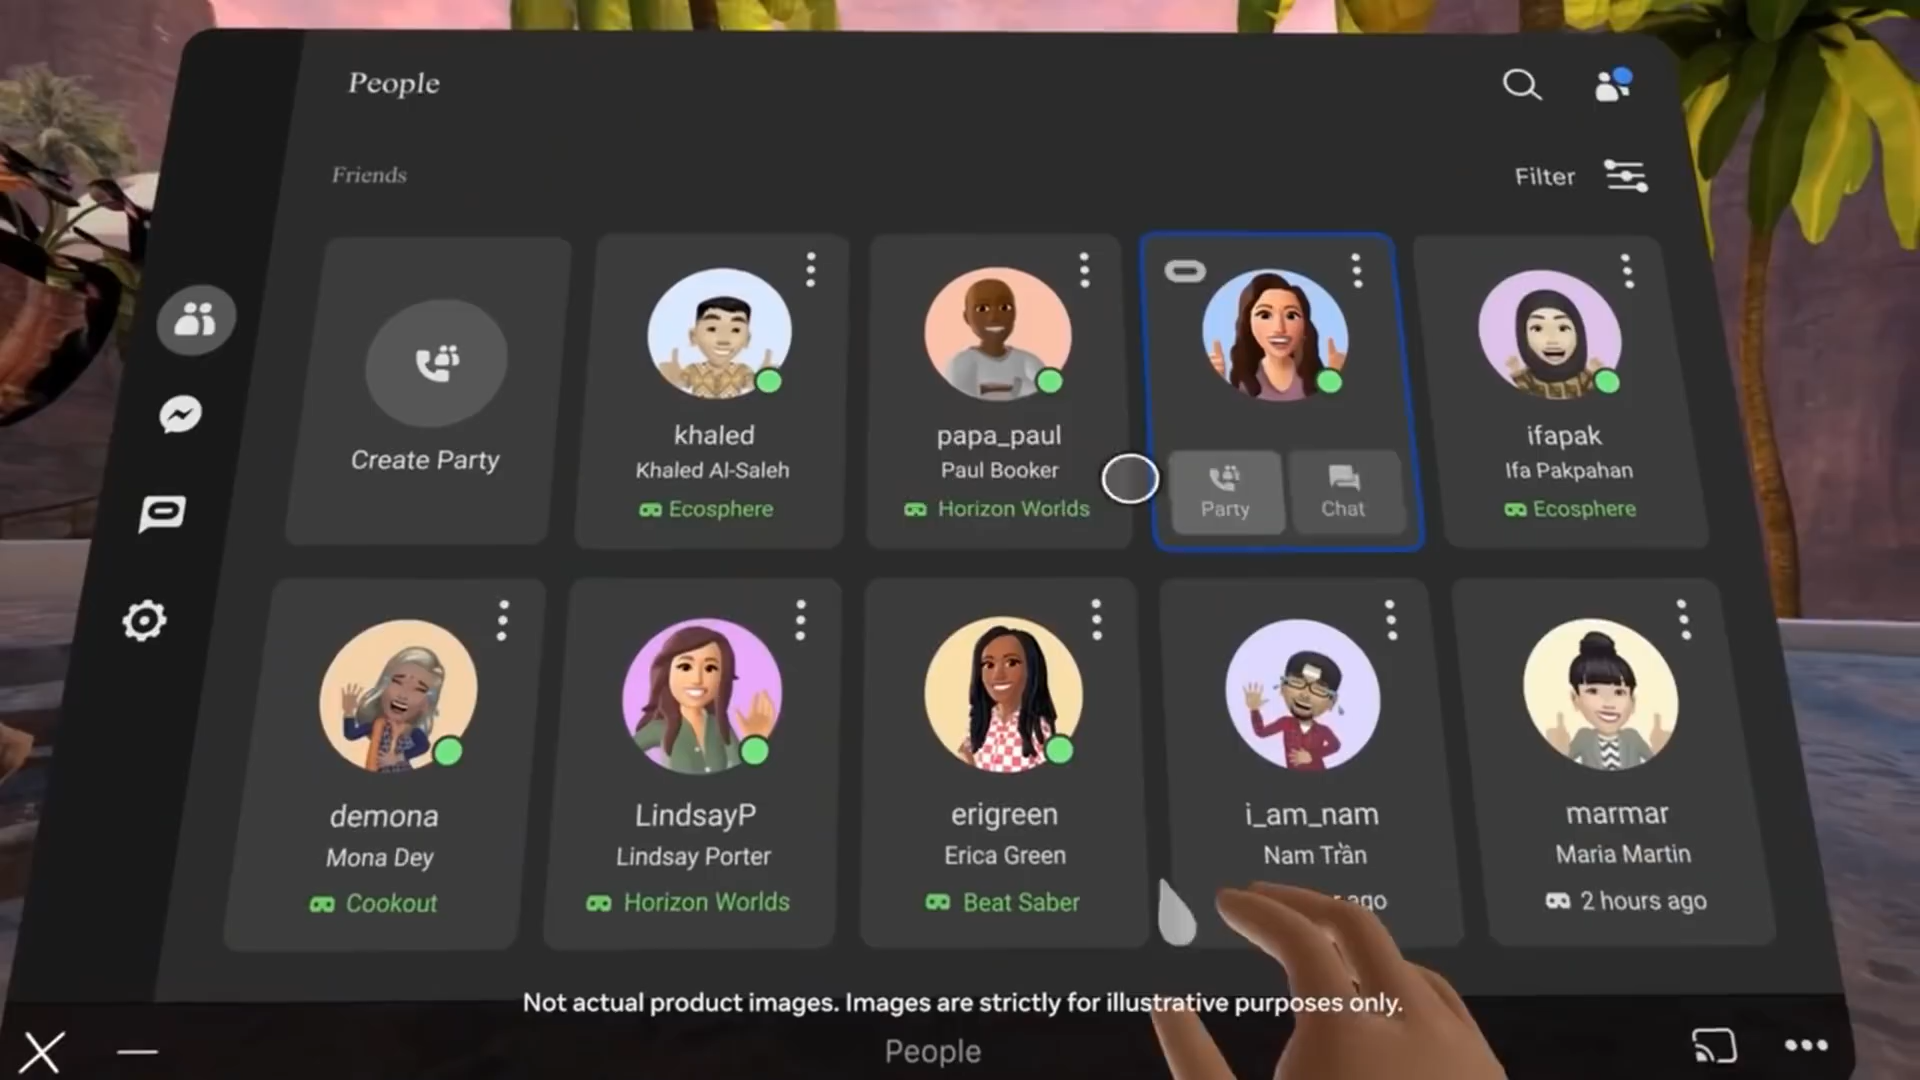 People
Friends
Filter
Create Party
khaled
Khaled Al-Saleh
Ecosphere
papa_paul
Paul Booker
Horizon Worlds
Party
Chat
ifapak
Ifa Pakpahan
Ecosphere
demona
Mona Dey
Cookout
LindsayP
Lindsay Porter
Horizon Worlds
erigreen
Erica Green
Beat Saber
i_am_nam
Nam Trần
ago
marmar
Maria Martin
2 hours ago
Not actual product images. Images are strictly for illustrative purposes only.
People